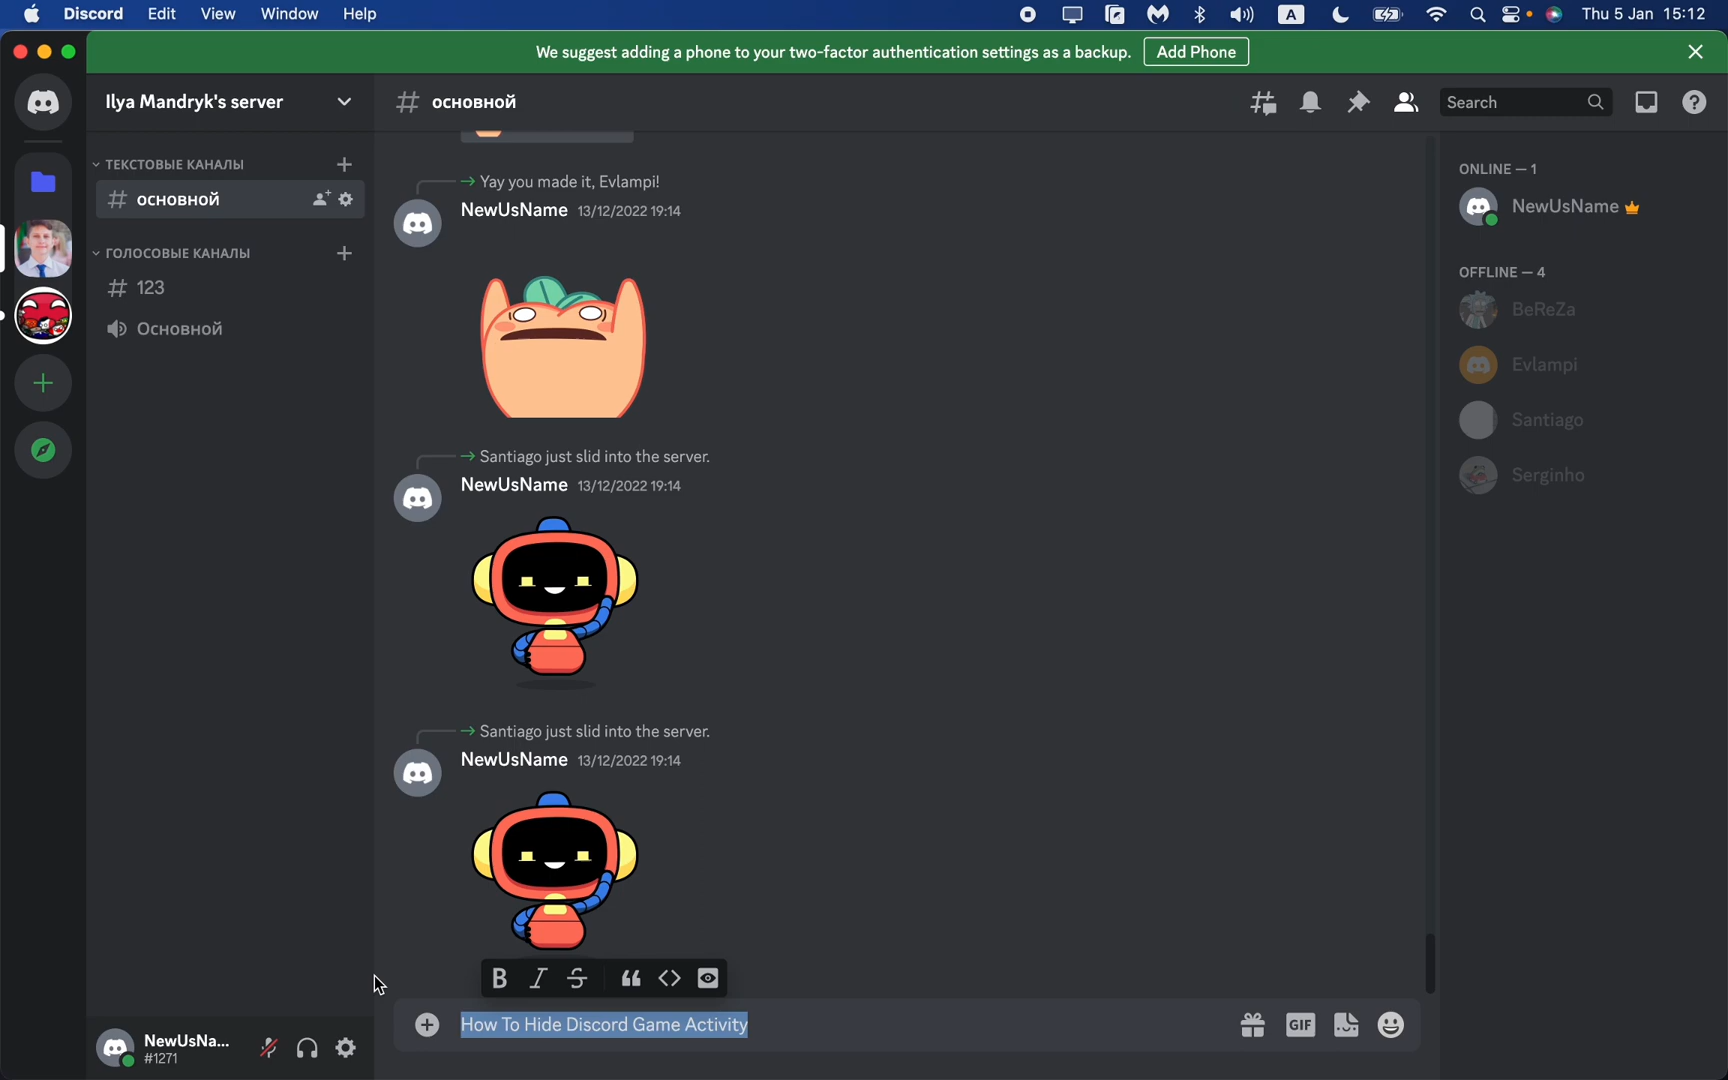 Discord Edit View Window Help A Thu 5 Jan 15:12
We suggest adding a phone to your two-factor authentication settings as a backup. Add Phone
Ilya Mandryk's server
основной
Search
ТЕКСТОВЫЕ КАНАЛЫ
основной
ГОЛОСОВЫЕ КАНАЛЫ
123
Основной
Yay you made it, Evlampi!
NewUsName 13/12/2022 19:14
Santiago just slid into the server.
NewUsName 13/12/2022 19:14
Santiago just slid into the server.
NewUsName 13/12/2022 19:14
B I S
How To Hide Discord Game Activity
GIF
ONLINE — 1
NewUsName
OFFLINE — 4
BeReZa
Evlampi
Santiago
Serginho
NewUsNa...
#1271